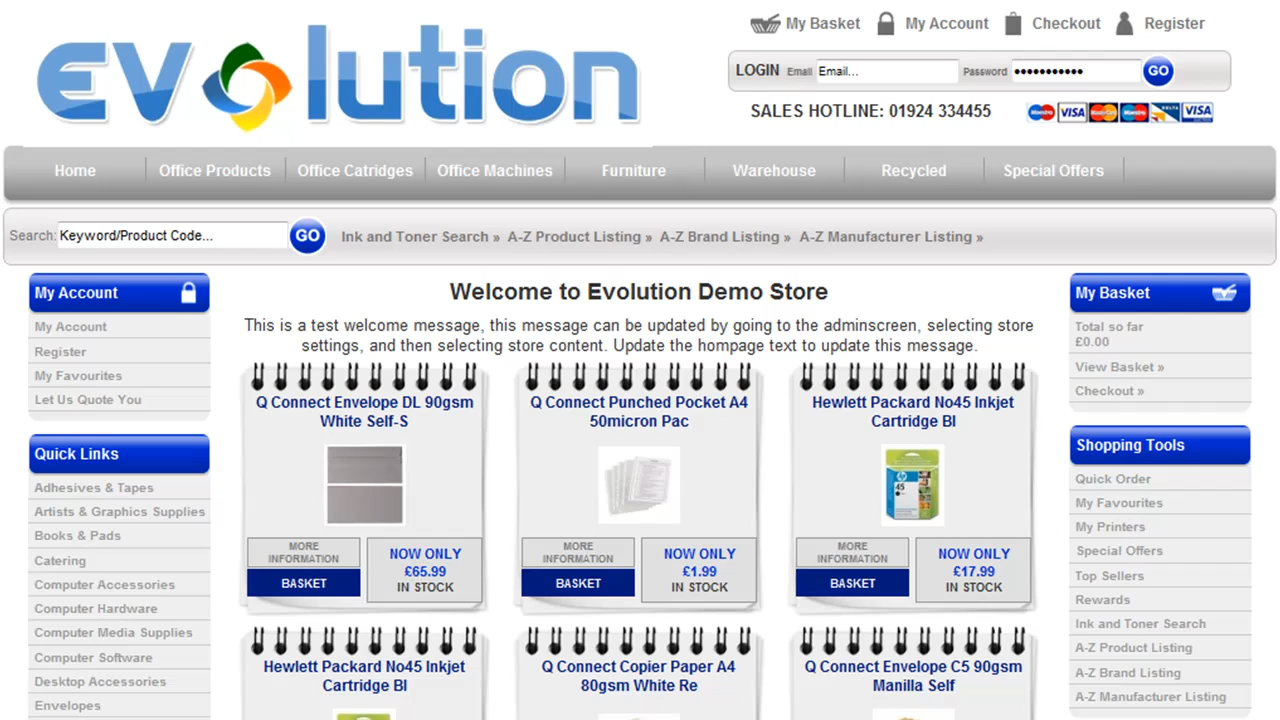 Evolution
My Basket
My Account
Checkout
Register
LOGIN Email Email... Password ••••••••••• GO
SALES HOTLINE: 01924 334455
VISA
DELTA
VISA
Home
Office Products
Office Catridges
Office Machines
Furniture
Warehouse
Recycled
Special Offers
Search: Keyword/Product Code... GO
Ink and Toner Search »
A-Z Product Listing »
A-Z Brand Listing »
A-Z Manufacturer Listing »
My Account
My Account
Register
My Favourites
Let Us Quote You
Quick Links
Adhesives & Tapes
Artists & Graphics Supplies
Books & Pads
Catering
Computer Accessories
Computer Hardware
Computer Media Supplies
Computer Software
Desktop Accessories
Envelopes
Welcome to Evolution Demo Store
This is a test welcome message, this message can be updated by going to the adminscreen, selecting store
settings, and then selecting store content. Update the hompage text to update this message.
Q Connect Envelope DL 90gsm
White Self-S
MORE
INFORMATION
BASKET
NOW ONLY
£65.99
IN STOCK
Q Connect Punched Pocket A4
50micron Pac
MORE
INFORMATION
BASKET
NOW ONLY
£1.99
IN STOCK
Hewlett Packard No45 Inkjet
Cartridge Bl
45
MORE
INFORMATION
BASKET
NOW ONLY
£17.99
IN STOCK
Hewlett Packard No45 Inkjet
Cartridge Bl
Q Connect Copier Paper A4
80gsm White Re
Q Connect Envelope C5 90gsm
Manilla Self
My Basket
Total so far
£0.00
View Basket »
Checkout »
Shopping Tools
Quick Order
My Favourites
My Printers
Special Offers
Top Sellers
Rewards
Ink and Toner Search
A-Z Product Listing
A-Z Brand Listing
A-Z Manufacturer Listing